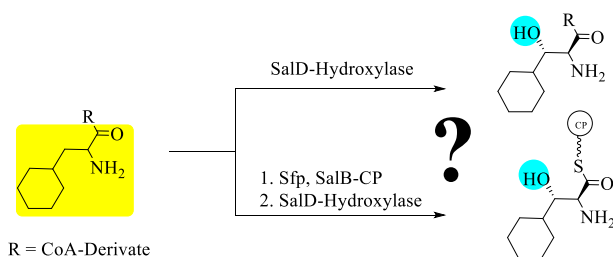 R
O
NH₂
R = CoA-Derivate
SalD-Hydroxylase
1. Sfp, SalB-CP
2. SalD-Hydroxylase
?
R
HO
O
NH₂
CP
S
HO
O
NH₂